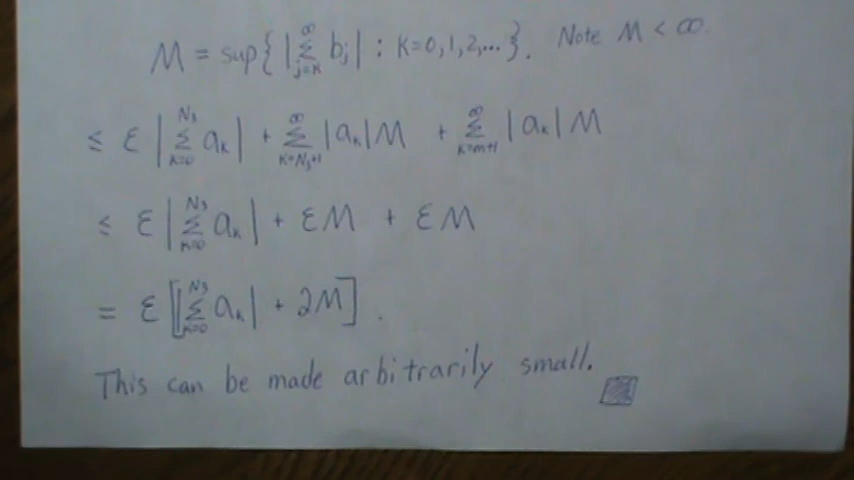 M = sup{ |∑_{j=k}^{∞} b_j| : k=0,1,2,... }. Note M < ∞.
≤ ε |∑_{k=0}^{N_3} a_k| + ∑_{k=N_3+1}^{∞} |a_k| M + ∑_{k=m+1}^{∞} |a_k| M
≤ ε |∑_{k=0}^{N_3} a_k| + εM + εM
= ε [|∑_{k=0}^{N_3} a_k| + 2M] .
This can be made arbitrarily small.